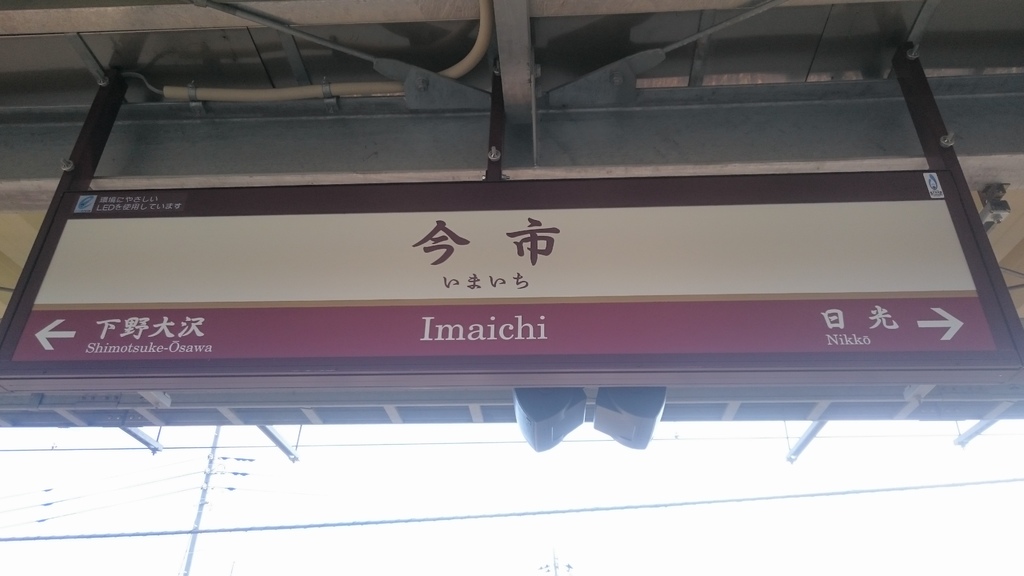 環境にやさしい
LEDを使用しています
今市
いまいち
下野大沢
Shimotsuke-Ōsawa
Imaichi
日光
Nikkō